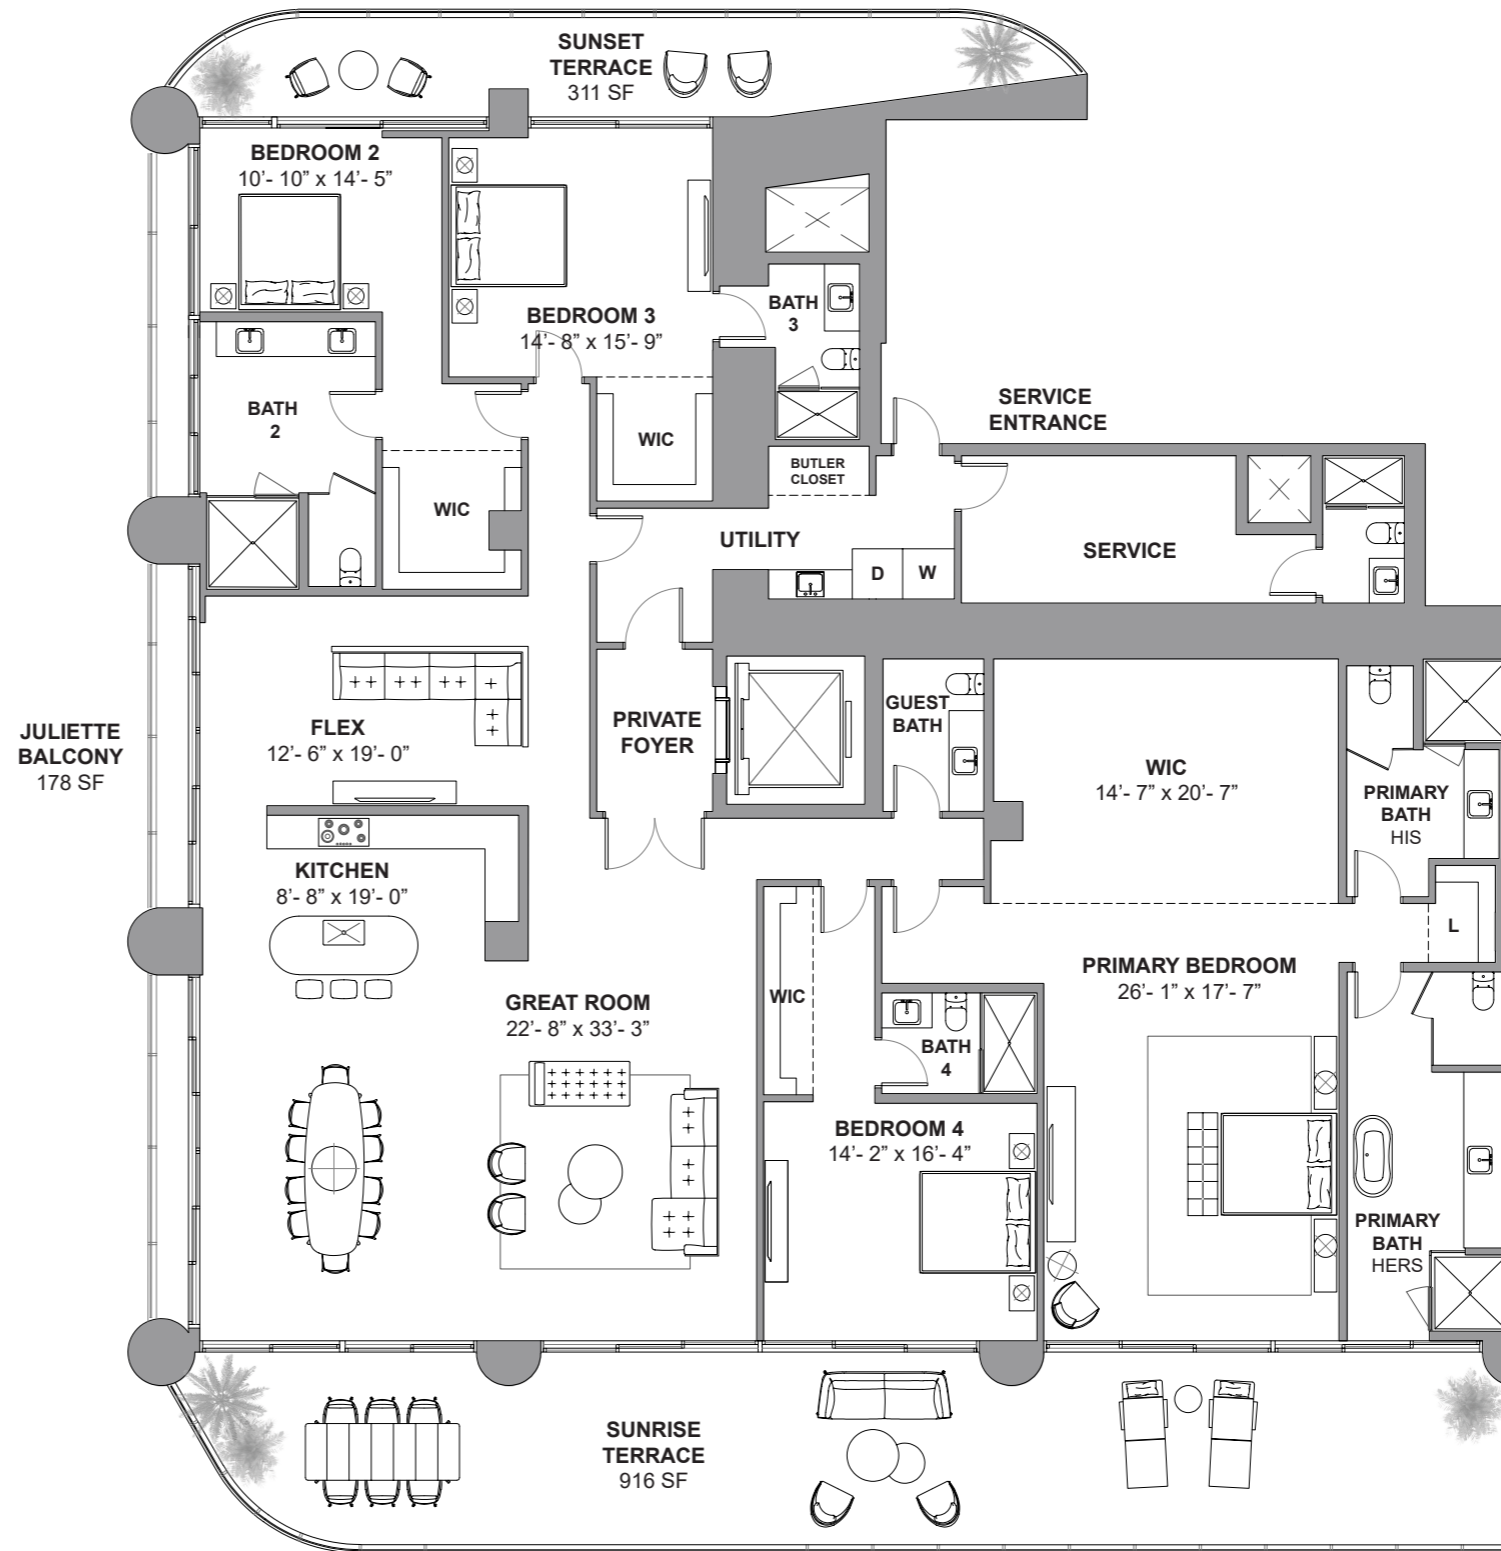 SUNSET
TERRACE
311 SF
BEDROOM 2
10’- 10” x 14’- 5”
BEDROOM 3
14’- 8” x 15’- 9”
BATH
3
BATH
2
WIC
WIC
SERVICE
ENTRANCE
BUTLER
CLOSET
UTILITY
D
W
SERVICE
JULIETTE
BALCONY
178 SF
FLEX
12’- 6” x 19’- 0”
PRIVATE
FOYER
GUEST
BATH
WIC
14’- 7” x 20’- 7”
PRIMARY
BATH
HIS
KITCHEN
8’- 8” x 19’- 0”
L
GREAT ROOM
22’- 8” x 33’- 3”
WIC
PRIMARY BEDROOM
26’- 1” x 17’- 7”
BATH
4
BEDROOM 4
14’- 2” x 16’- 4”
PRIMARY
BATH
HERS
SUNRISE
TERRACE
916 SF